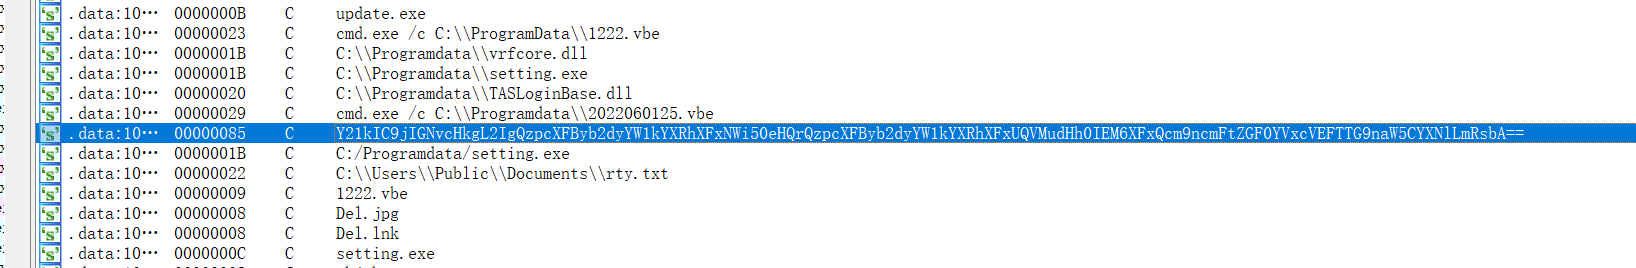 's' .data:10… 0000000B C update.exe
's' .data:10… 00000023 C cmd.exe /c C:\\ProgramData\\1222.vbe
's' .data:10… 0000001B C C:\\Programdata\\vrfcore.dll
's' .data:10… 0000001B C C:\\Programdata\\setting.exe
's' .data:10… 00000020 C C:\\Programdata\\TASLoginBase.dll
's' .data:10… 00000029 C cmd.exe /c C:\\Programdata\\2022060125.vbe
's' .data:10… 00000085 C Y21kIC9jIGNvcHkgL2IgQzpcXFByb2dyYW1kYXRhXFxNWi50eHQrQzpcXFByb2dyYW1kYXRhXFxUQVMudHh0IEM6XFxQcm9ncmFtZGF0YVxcVEFTTG9naW5CYXNlLmRsbA==
's' .data:10… 0000001B C C:/Programdata/setting.exe
's' .data:10… 00000022 C C:\\Users\\Public\\Documents\\rty.txt
's' .data:10… 00000009 C 1222.vbe
's' .data:10… 00000008 C Del.jpg
's' .data:10… 00000008 C Del.lnk
's' .data:10… 0000000C C setting.exe